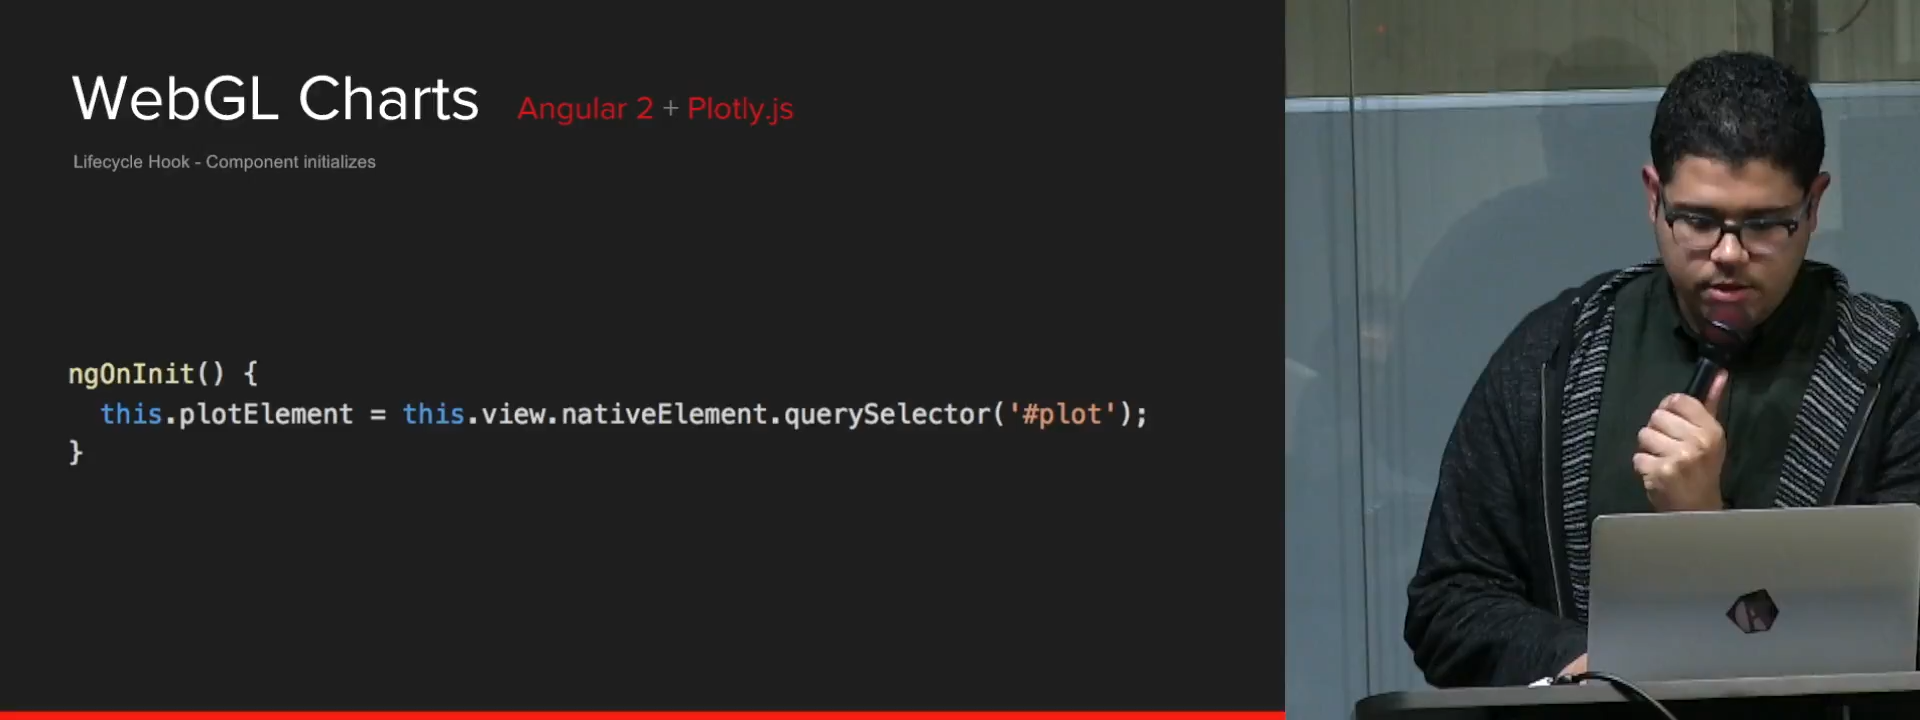 WebGL Charts Angular 2 + Plotly.js
Lifecycle Hook - Component initializes
ngOnInit() {
  this.plotElement = this.view.nativeElement.querySelector('#plot');
}